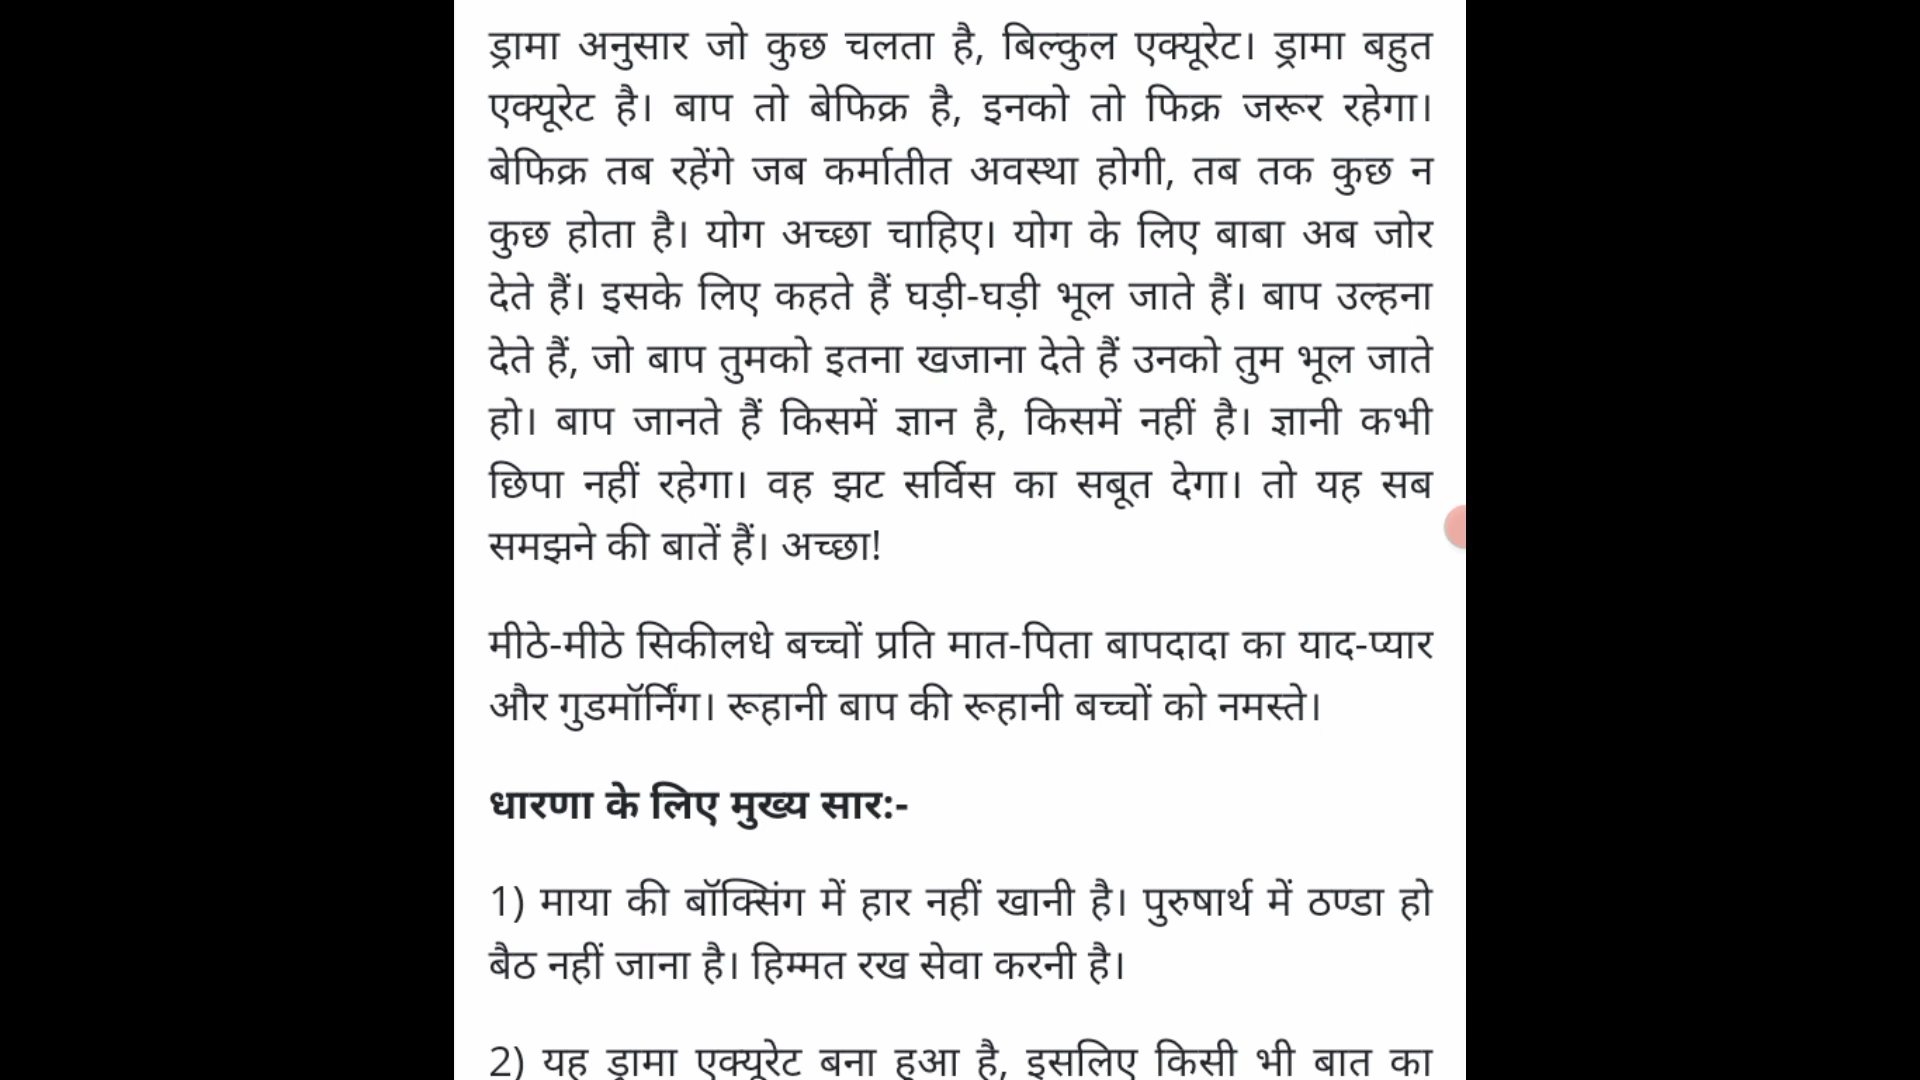 ड्रामा अनुसार जो कुछ चलता है, बिल्कुल एक्यूरेट। ड्रामा बहुत
एक्यूरेट है। बाप तो बेफिक्र है, इनको तो फिक्र जरूर रहेगा।
बेफिक्र तब रहेंगे जब कर्मातीत अवस्था होगी, तब तक कुछ न
कुछ होता है। योग अच्छा चाहिए। योग के लिए बाबा अब जोर
देते हैं। इसके लिए कहते हैं घड़ी-घड़ी भूल जाते हैं। बाप उल्हना
देते हैं, जो बाप तुमको इतना खजाना देते हैं उनको तुम भूल जाते
हो। बाप जानते हैं किसमें ज्ञान है, किसमें नहीं है। ज्ञानी कभी
छिपा नहीं रहेगा। वह झट सर्विस का सबूत देगा। तो यह सब
समझने की बातें हैं। अच्छा!
मीठे-मीठे सिकीलधे बच्चों प्रति मात-पिता बापदादा का याद-प्यार
और गुडमॉर्निंग। रूहानी बाप की रूहानी बच्चों को नमस्ते।
धारणा के लिए मुख्य सार:-
1) माया की बॉक्सिंग में हार नहीं खानी है। पुरुषार्थ में ठण्डा हो
बैठ नहीं जाना है। हिम्मत रख सेवा करनी है।
2) यह ड्रामा एक्यूरेट बना हुआ है, इसलिए किसी भी बात का